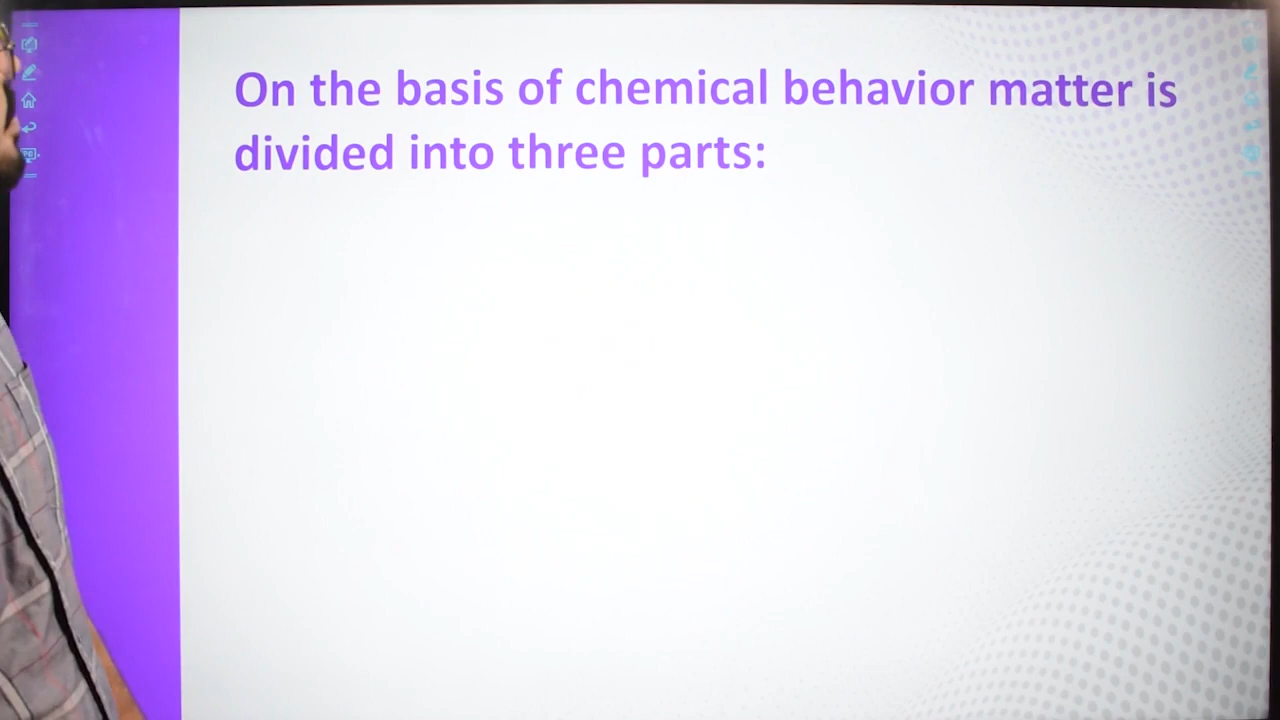 On the basis of chemical behavior matter is
divided into three parts: